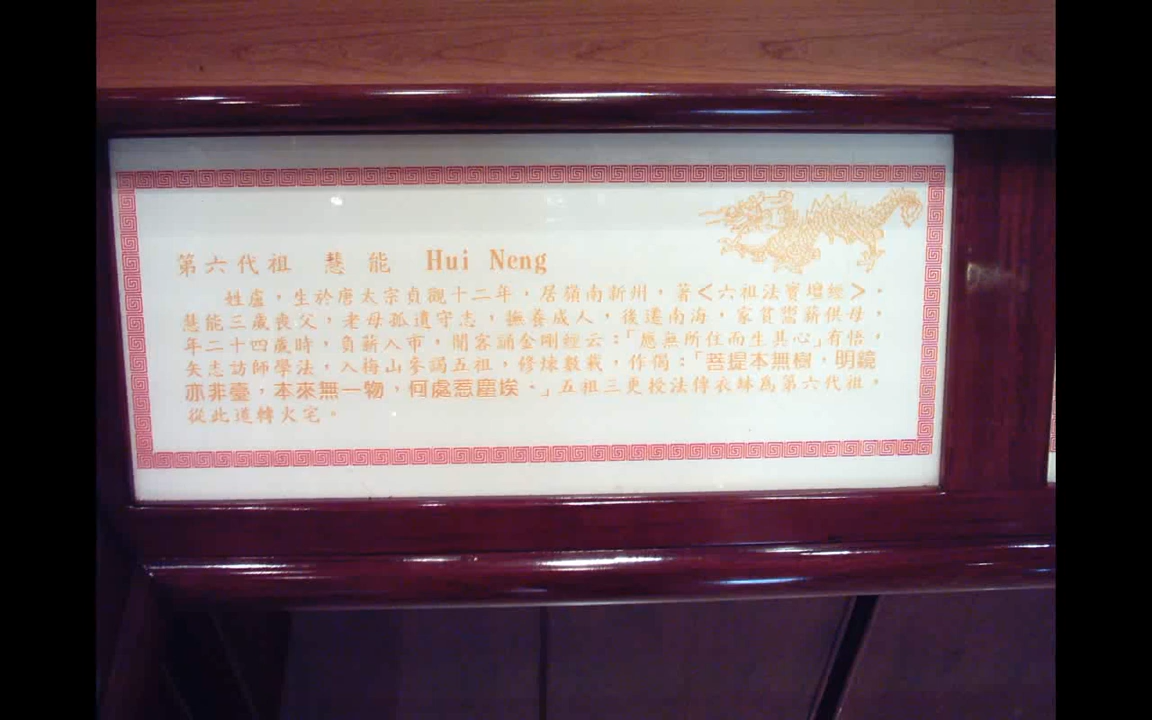 第六代祖 慧能 Hui Neng
姓盧，生於唐太宗貞觀十二年，居嶺南新州，著<六祖法寶壇經>。
慧能三歲喪父，老母孤遺守志，撫養成人，後遷南海，家貧鬻薪供母，
年二十四歲時，負薪入市，聞客誦金剛經云：「應無所住而生其心」有悟，
矢志訪師學法，入梅山參謁五祖，修煉數載，作偈：「菩提本無樹，明鏡
亦非臺，本來無一物，何處惹塵埃。」五祖三更授法傳衣缽為第六代祖，
從此道轉火宅。